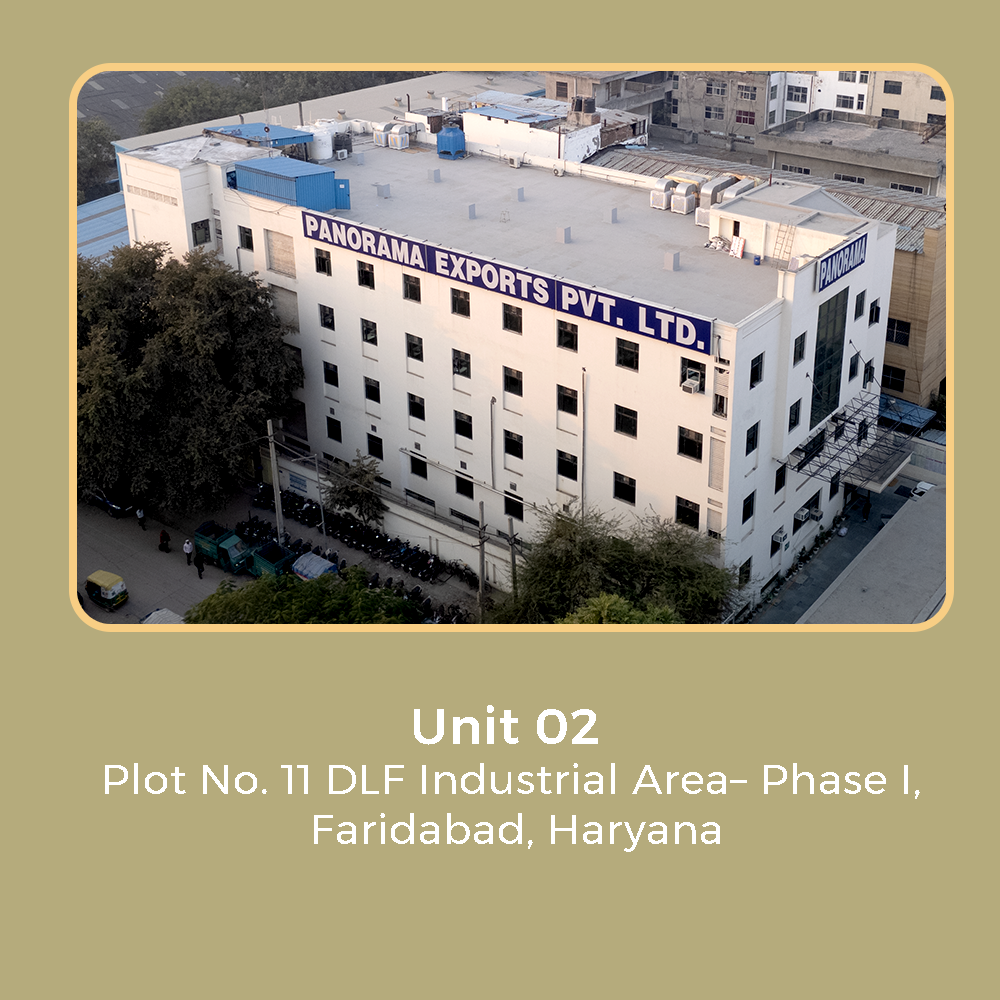 PANORAMA EXPORTS PVT. LTD.
PANORAMA
Unit 02
Plot No. 11 DLF Industrial Area– Phase I,
Faridabad, Haryana